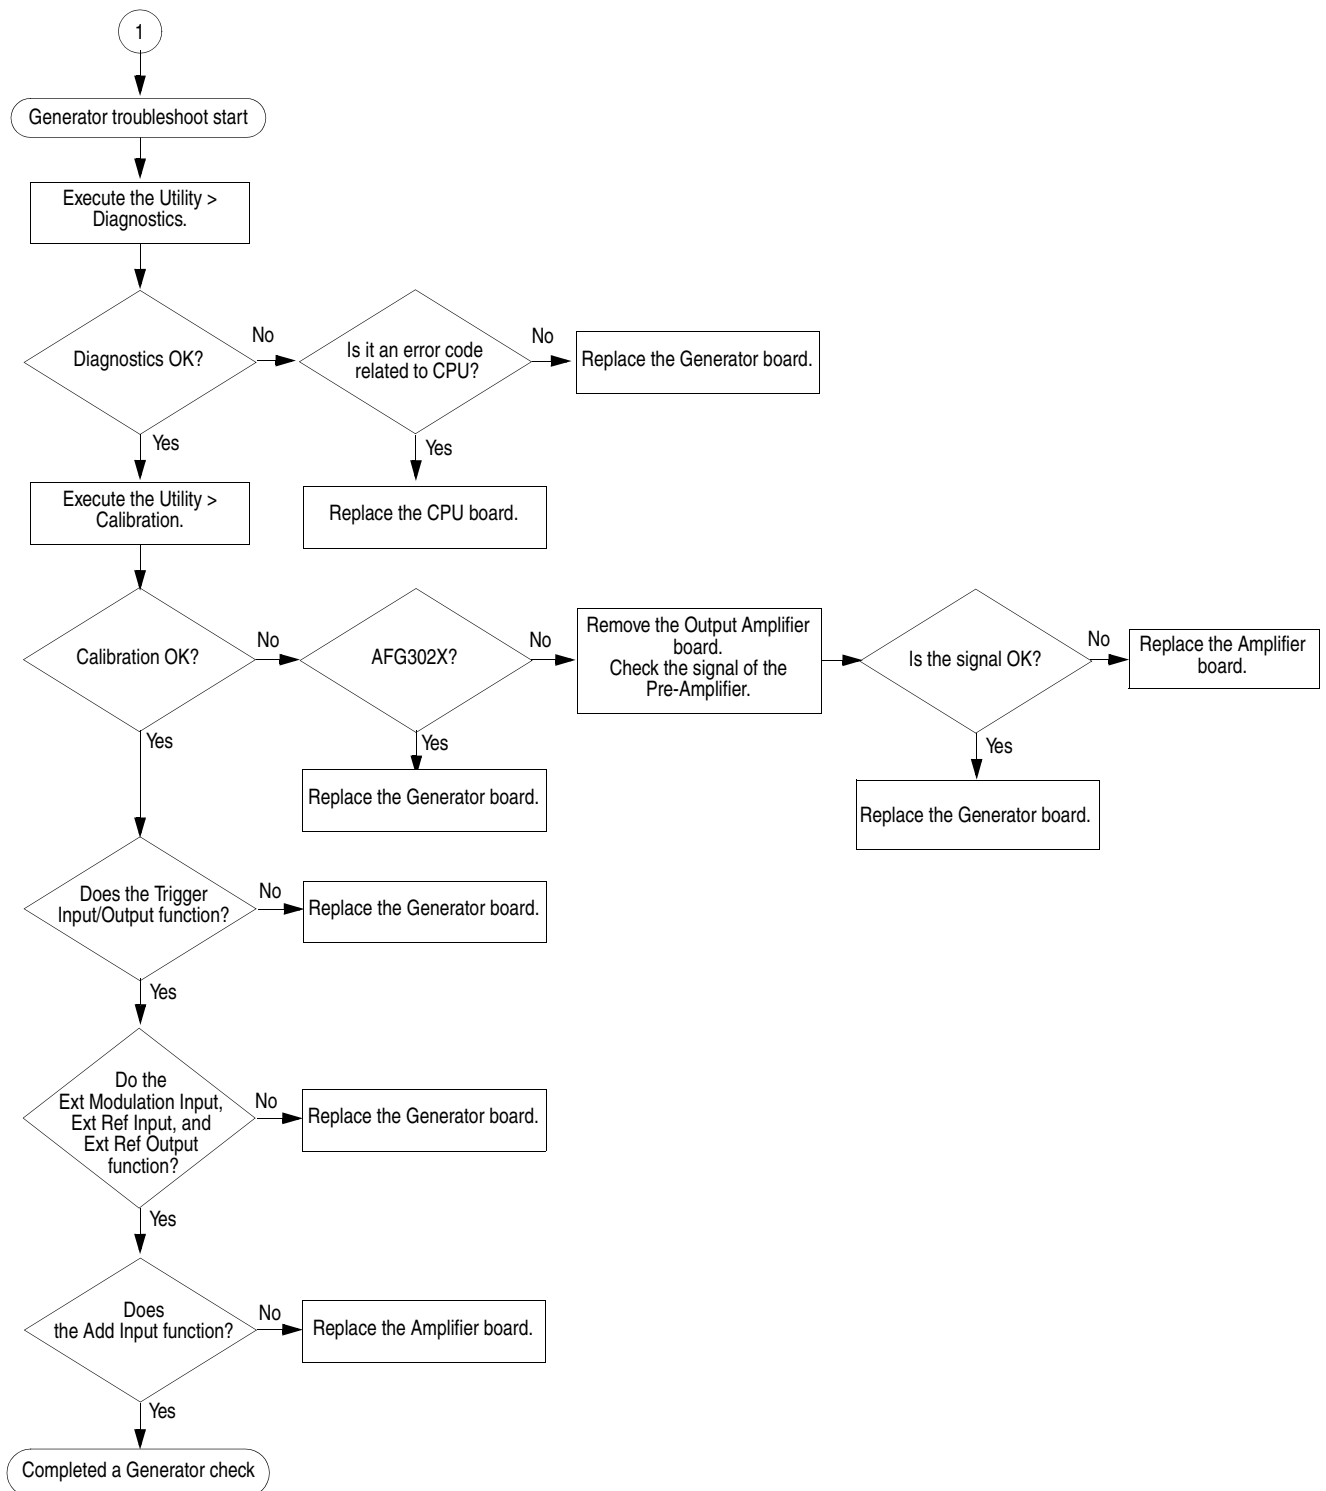 1
Generator troubleshoot start
Execute the Utility >
Diagnostics.
Diagnostics OK?
No
Is it an error code
related to CPU?
No
Replace the Generator board.
Yes
Yes
Execute the Utility >
Calibration.
Replace the CPU board.
Calibration OK?
No
AFG302X?
No
Remove the Output Amplifier
board.
Check the signal of the
Pre-Amplifier.
Is the signal OK?
No
Replace the Amplifier
board.
Yes
Yes
Yes
Replace the Generator board.
Replace the Generator board.
Does the Trigger
Input/Output function?
No
Replace the Generator board.
Yes
Do the
Ext Modulation Input,
Ext Ref Input, and
Ext Ref Output
function?
No
Replace the Generator board.
Yes
Does
the Add Input function?
No
Replace the Amplifier board.
Yes
Completed a Generator check